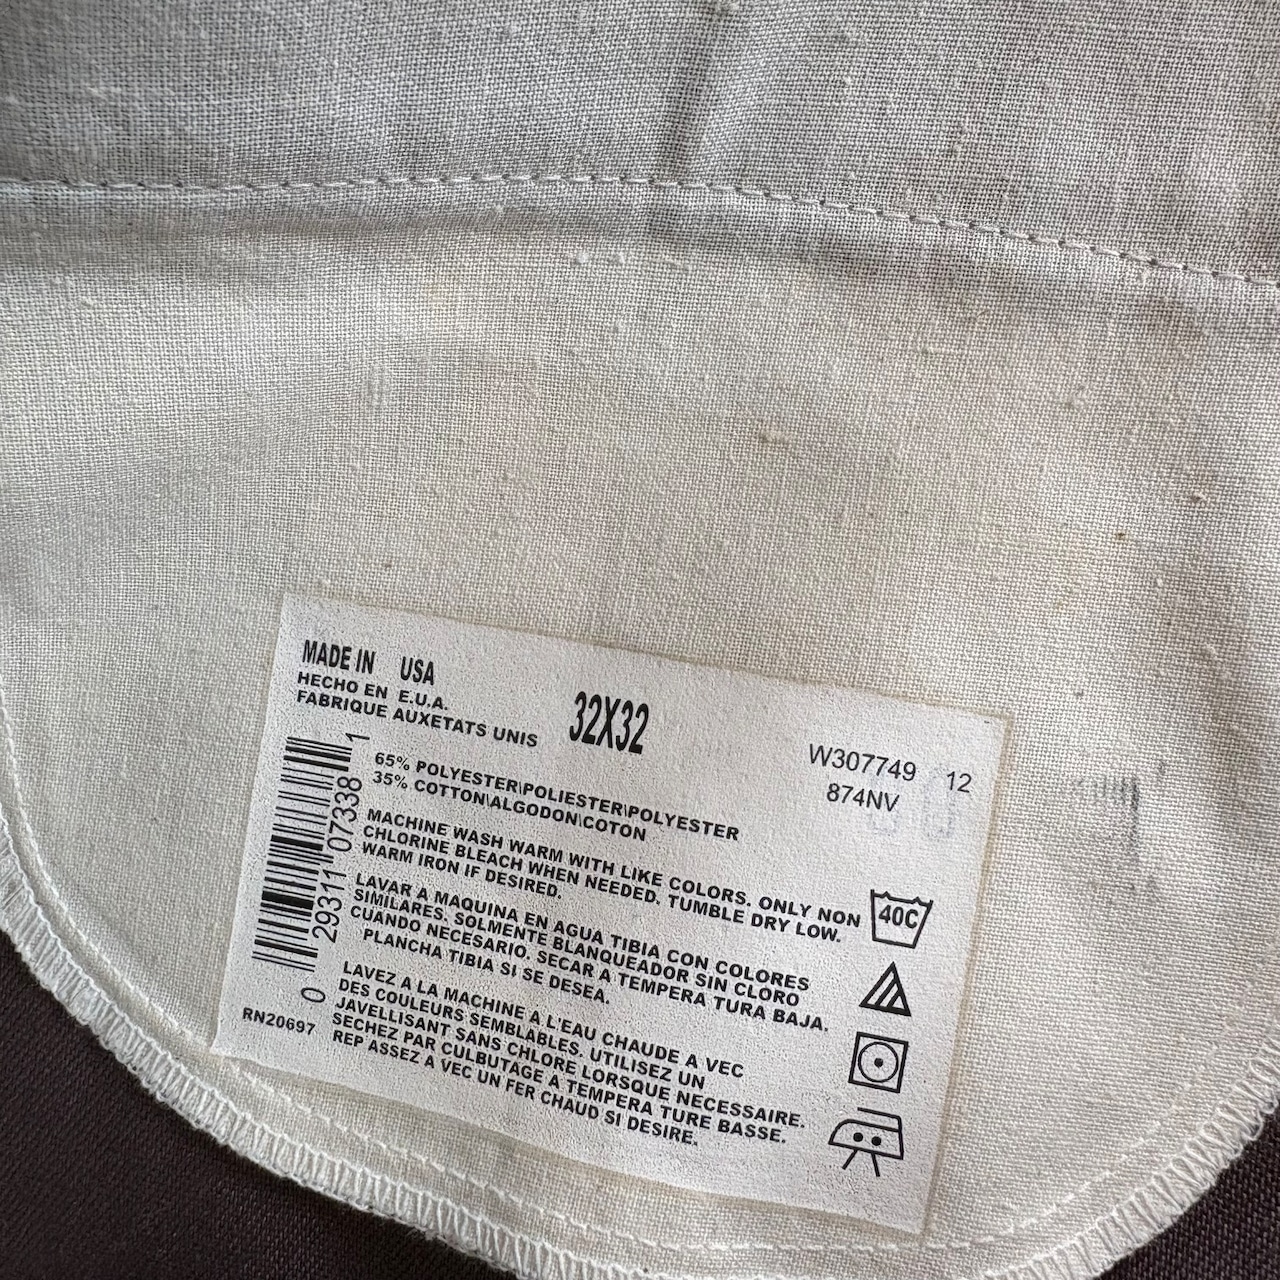 MADE IN USA
HECHO EN E.U.A.
FABRIQUE AUXETATS UNIS
32X32
W307749 12
874NV
65% POLYESTER\POLIESTER\POLYESTER
35% COTTON\ALGODON\COTON
MACHINE WASH WARM WITH LIKE COLORS. ONLY NON
CHLORINE BLEACH WHEN NEEDED. TUMBLE DRY LOW.
WARM IRON IF DESIRED.
LAVAR A MAQUINA EN AGUA TIBIA CON COLORES
SIMILARES. SOLMENTE BLANQUEADOR SIN CLORO
CUANDO NECESARIO. SECAR A TEMPERA TURA BAJA.
PLANCHA TIBIA SI SE DESEA.
LAVEZ A LA MACHINE A L'EAU CHAUDE A VEC
DES COULEURS SEMBLABLES. UTILISEZ UN
JAVELLISANT SANS CHLORE LORSQUE NECESSAIRE.
SECHEZ PAR CULBUTAGE A TEMPERA TURE BASSE.
REP ASSEZ A VEC UN FER CHAUD SI DESIRE.
40C
0 29311 07338 1
RN20697